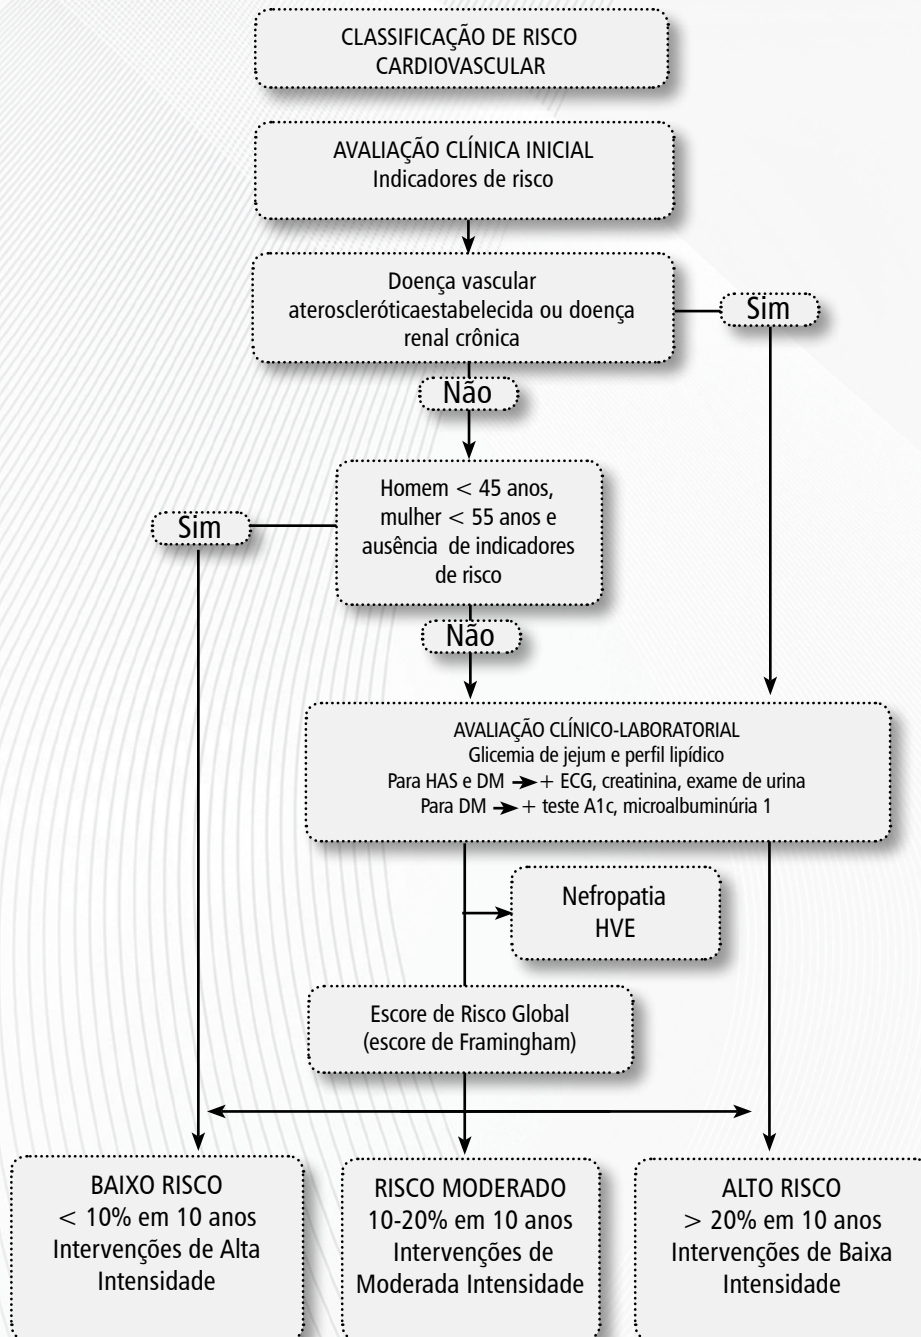 CLASSIFICAÇÃO DE RISCO
CARDIOVASCULAR
AVALIAÇÃO CLÍNICA INICIAL
Indicadores de risco
Doença vascular
ateroscleróticaestabelecida ou doença
renal crônica
Sim
Não
Homem < 45 anos,
mulher < 55 anos e
ausência de indicadores
de risco
Sim
Não
AVALIAÇÃO CLÍNICO-LABORATORIAL
Glicemia de jejum e perfil lipídico
Para HAS e DM → + ECG, creatinina, exame de urina
Para DM → + teste A1c, microalbuminúria 1
Nefropatia
HVE
Escore de Risco Global
(escore de Framingham)
BAIXO RISCO
< 10% em 10 anos
Intervenções de Alta
Intensidade
RISCO MODERADO
10-20% em 10 anos
Intervenções de
Moderada Intensidade
ALTO RISCO
> 20% em 10 anos
Intervenções de Baixa
Intensidade